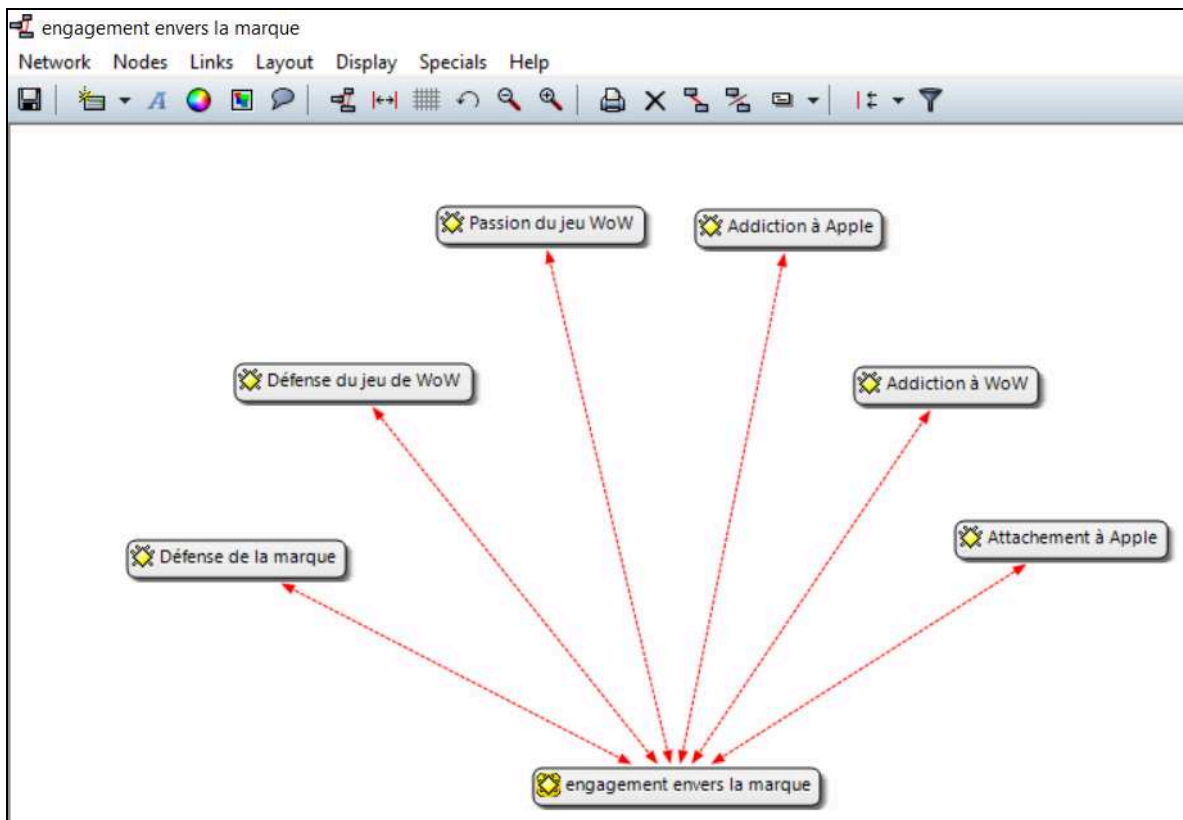 engagement envers la marque
Network Nodes Links Layout Display Specials Help
Passion du jeu WoW
Addiction à Apple
Défense du jeu de WoW
Addiction à WoW
Défense de la marque
Attachement à Apple
engagement envers la marque